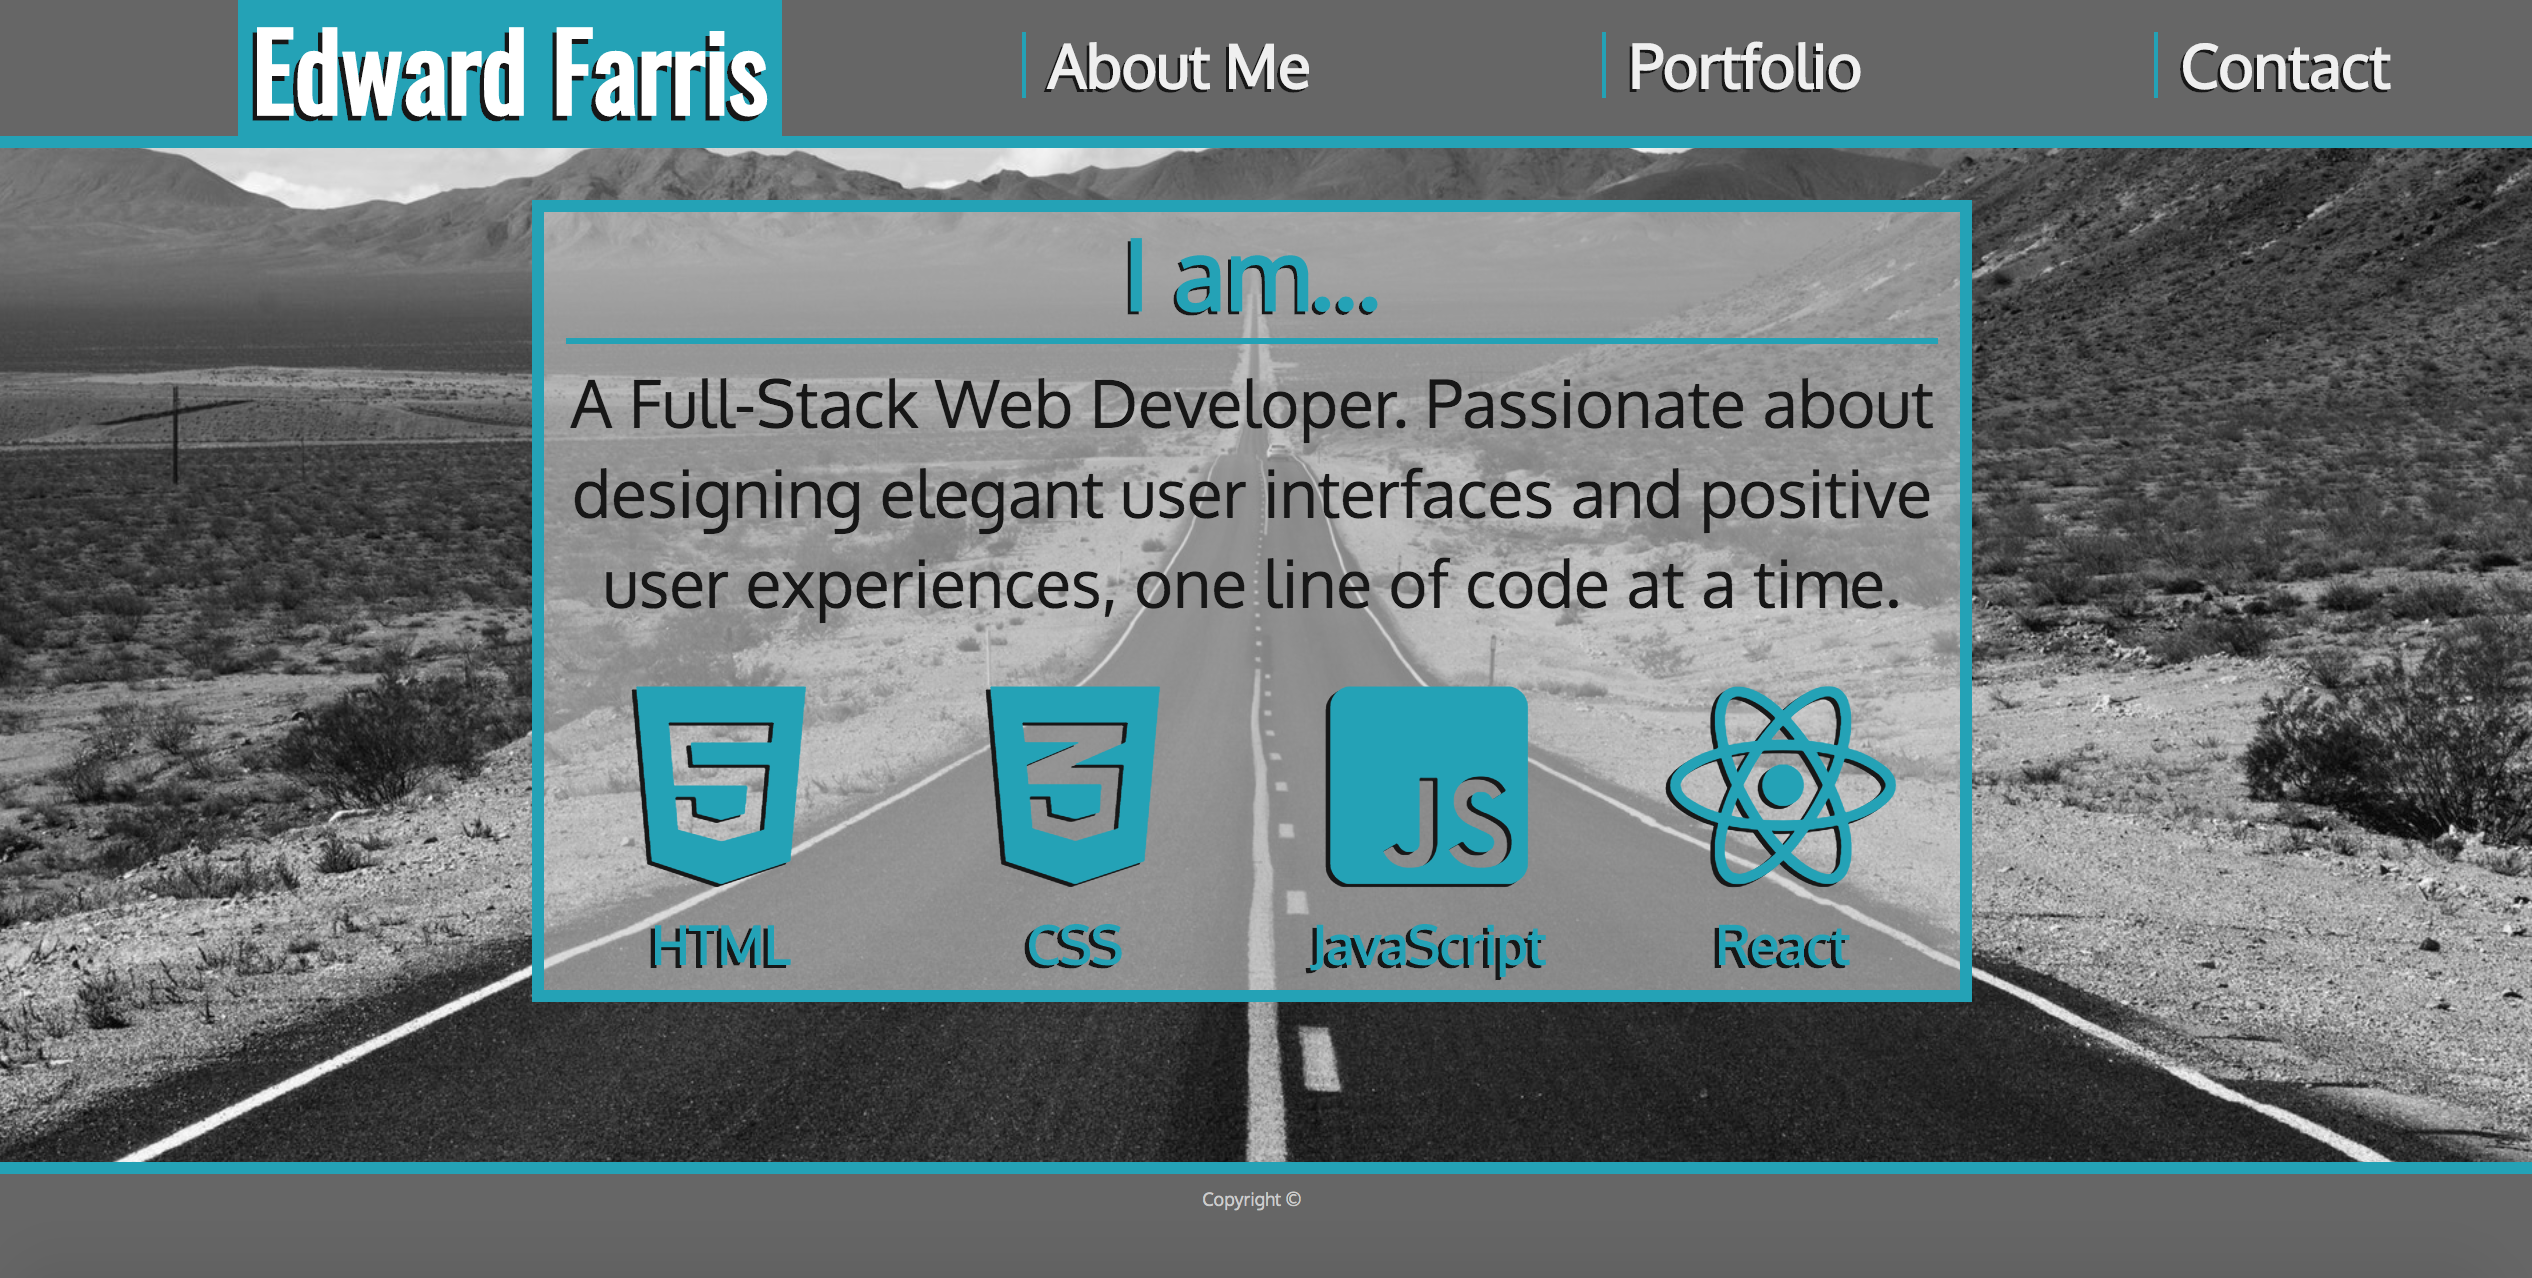 Edward Farris
About Me
Portfolio
Contact
I am...
A Full-Stack Web Developer. Passionate about
designing elegant user interfaces and positive
user experiences, one line of code at a time.
5
3
JS
HTML
CSS
JavaScript
React
Copyright ©